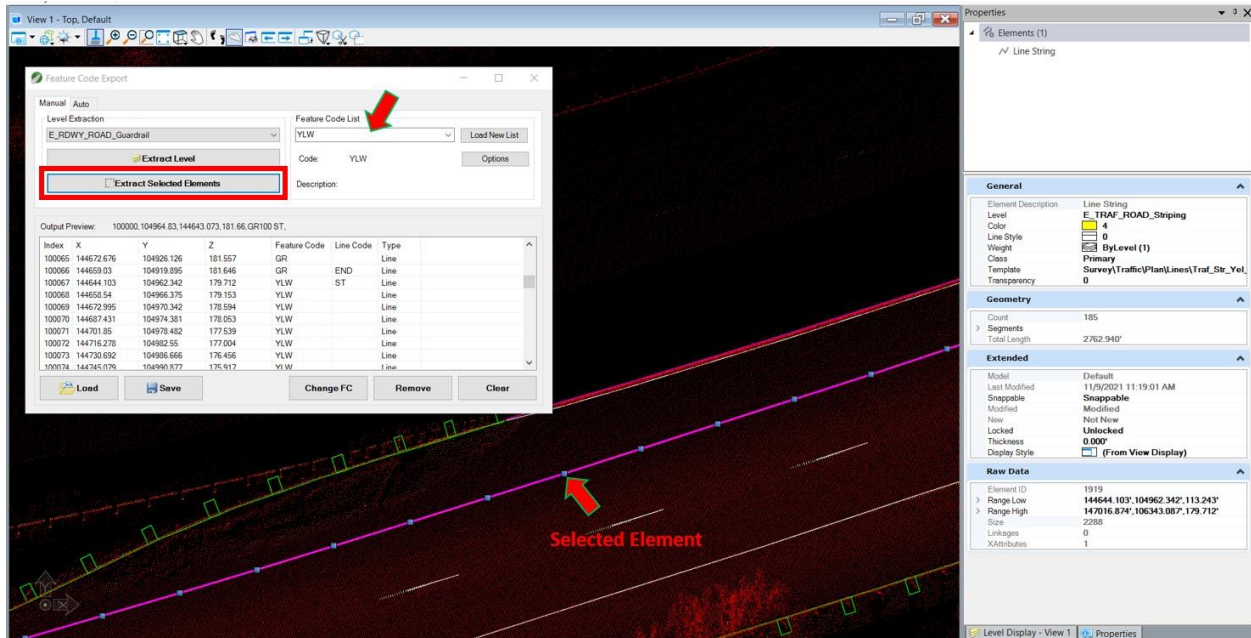 View 1 - Top, Default
Feature Code Export
Manual Auto
Level Extraction
E_RDWY_ROAD_Guardrail
Extract Level
Extract Selected Elements
Feature Code List
YLW
Load New List
Code: YLW
Options
Description:
Output Preview: 100000,104964.83,144643.073,181.66,GR100 ST,
Index X Y Z Feature Code Line Code Type
100065 144672.676 104926.126 181.557 GR Line
100066 144659.03 104919.895 181.646 GR END Line
100067 144644.103 104962.342 179.712 YLW ST Line
100068 144658.54 104966.375 179.153 YLW Line
100069 144672.995 104970.342 178.594 YLW Line
100070 144687.431 104974.381 178.053 YLW Line
100071 144701.85 104978.482 177.539 YLW Line
100072 144716.278 104982.55 177.004 YLW Line
100073 144730.692 104986.666 176.456 YLW Line
100074 144745.079 104990.877 175.917 YLW Line
Load Save Change FC Remove Clear
Selected Element
Properties
Elements (1)
Line String
General
Element Description Line String
Level E_TRAF_ROAD_Striping
Color 4
Line Style 0
Weight ByLevel (1)
Class Primary
Template Survey\Traffic\Plan\Lines\Traf_Str_Yel_
Transparency 0
Geometry
Count 185
Segments
Total Length 2762.940'
Extended
Model Default
Last Modified 11/9/2021 11:19:01 AM
Snappable Snappable
Modified Modified
New Not New
Locked Unlocked
Thickness 0.000'
Display Style (From View Display)
Raw Data
Element ID 1919
Range Low 144644.103',104962.342',113.243'
Range High 147016.874',106343.087',179.712'
Size 2288
Linkages 0
XAttributes 1
Level Display - View 1 Properties